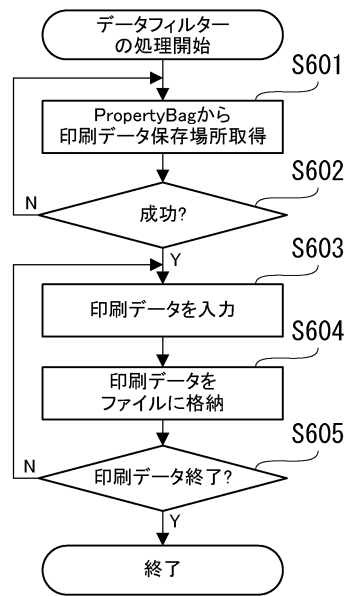 データフィルター
の処理開始
S601
PropertyBagから
印刷データ保存場所取得
S602
成功?
N
Y
S603
印刷データを入力
S604
印刷データを
ファイルに格納
S605
印刷データ終了?
N
Y
終了